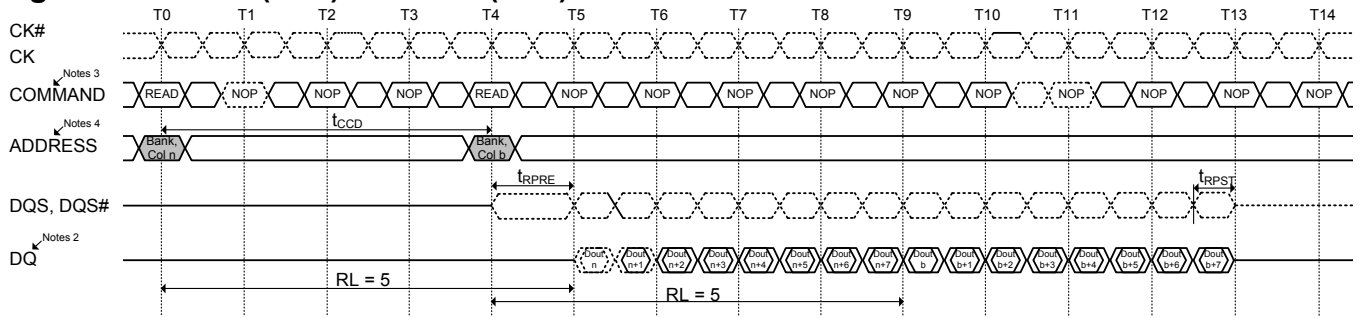 T0 T1 T2 T3 T4 T5 T6 T7 T8 T9 T10 T11 T12 T13 T14
CK#
CK
Notes 3
COMMAND READ NOP NOP NOP READ NOP NOP NOP NOP NOP NOP NOP NOP NOP NOP
Notes 4
tCCD
ADDRESS
Bank, Col n
Bank, Col b
tRPRE
tRPST
DQS, DQS#
Notes 2
DQ
Dout n
Dout n+1
Dout n+2
Dout n+3
Dout n+4
Dout n+5
Dout n+6
Dout n+7
Dout b
Dout b+1
Dout b+2
Dout b+3
Dout b+4
Dout b+5
Dout b+6
Dout b+7
RL = 5
RL = 5